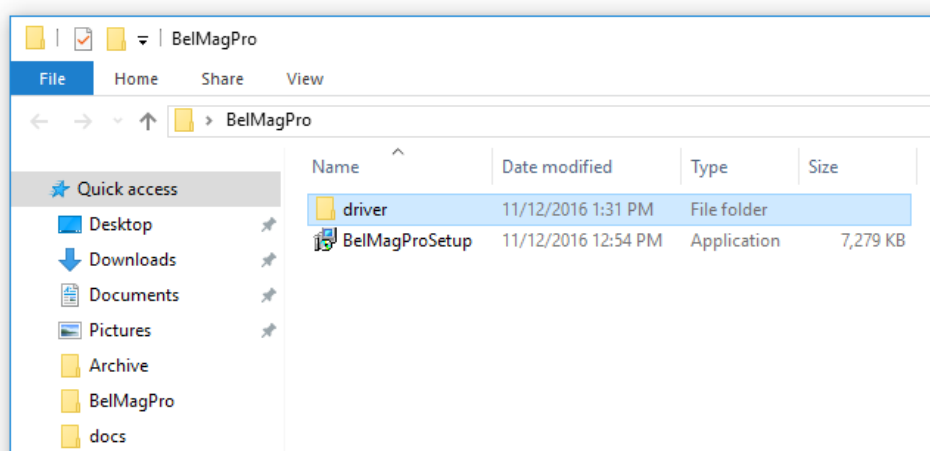 BelMagPro
File Home Share View
BelMagPro
Name Date modified Type Size
Quick access
driver 11/12/2016 1:31 PM File folder
Desktop
BelMagProSetup 11/12/2016 12:54 PM Application 7,279 KB
Downloads
Documents
Pictures
Archive
BelMagPro
docs